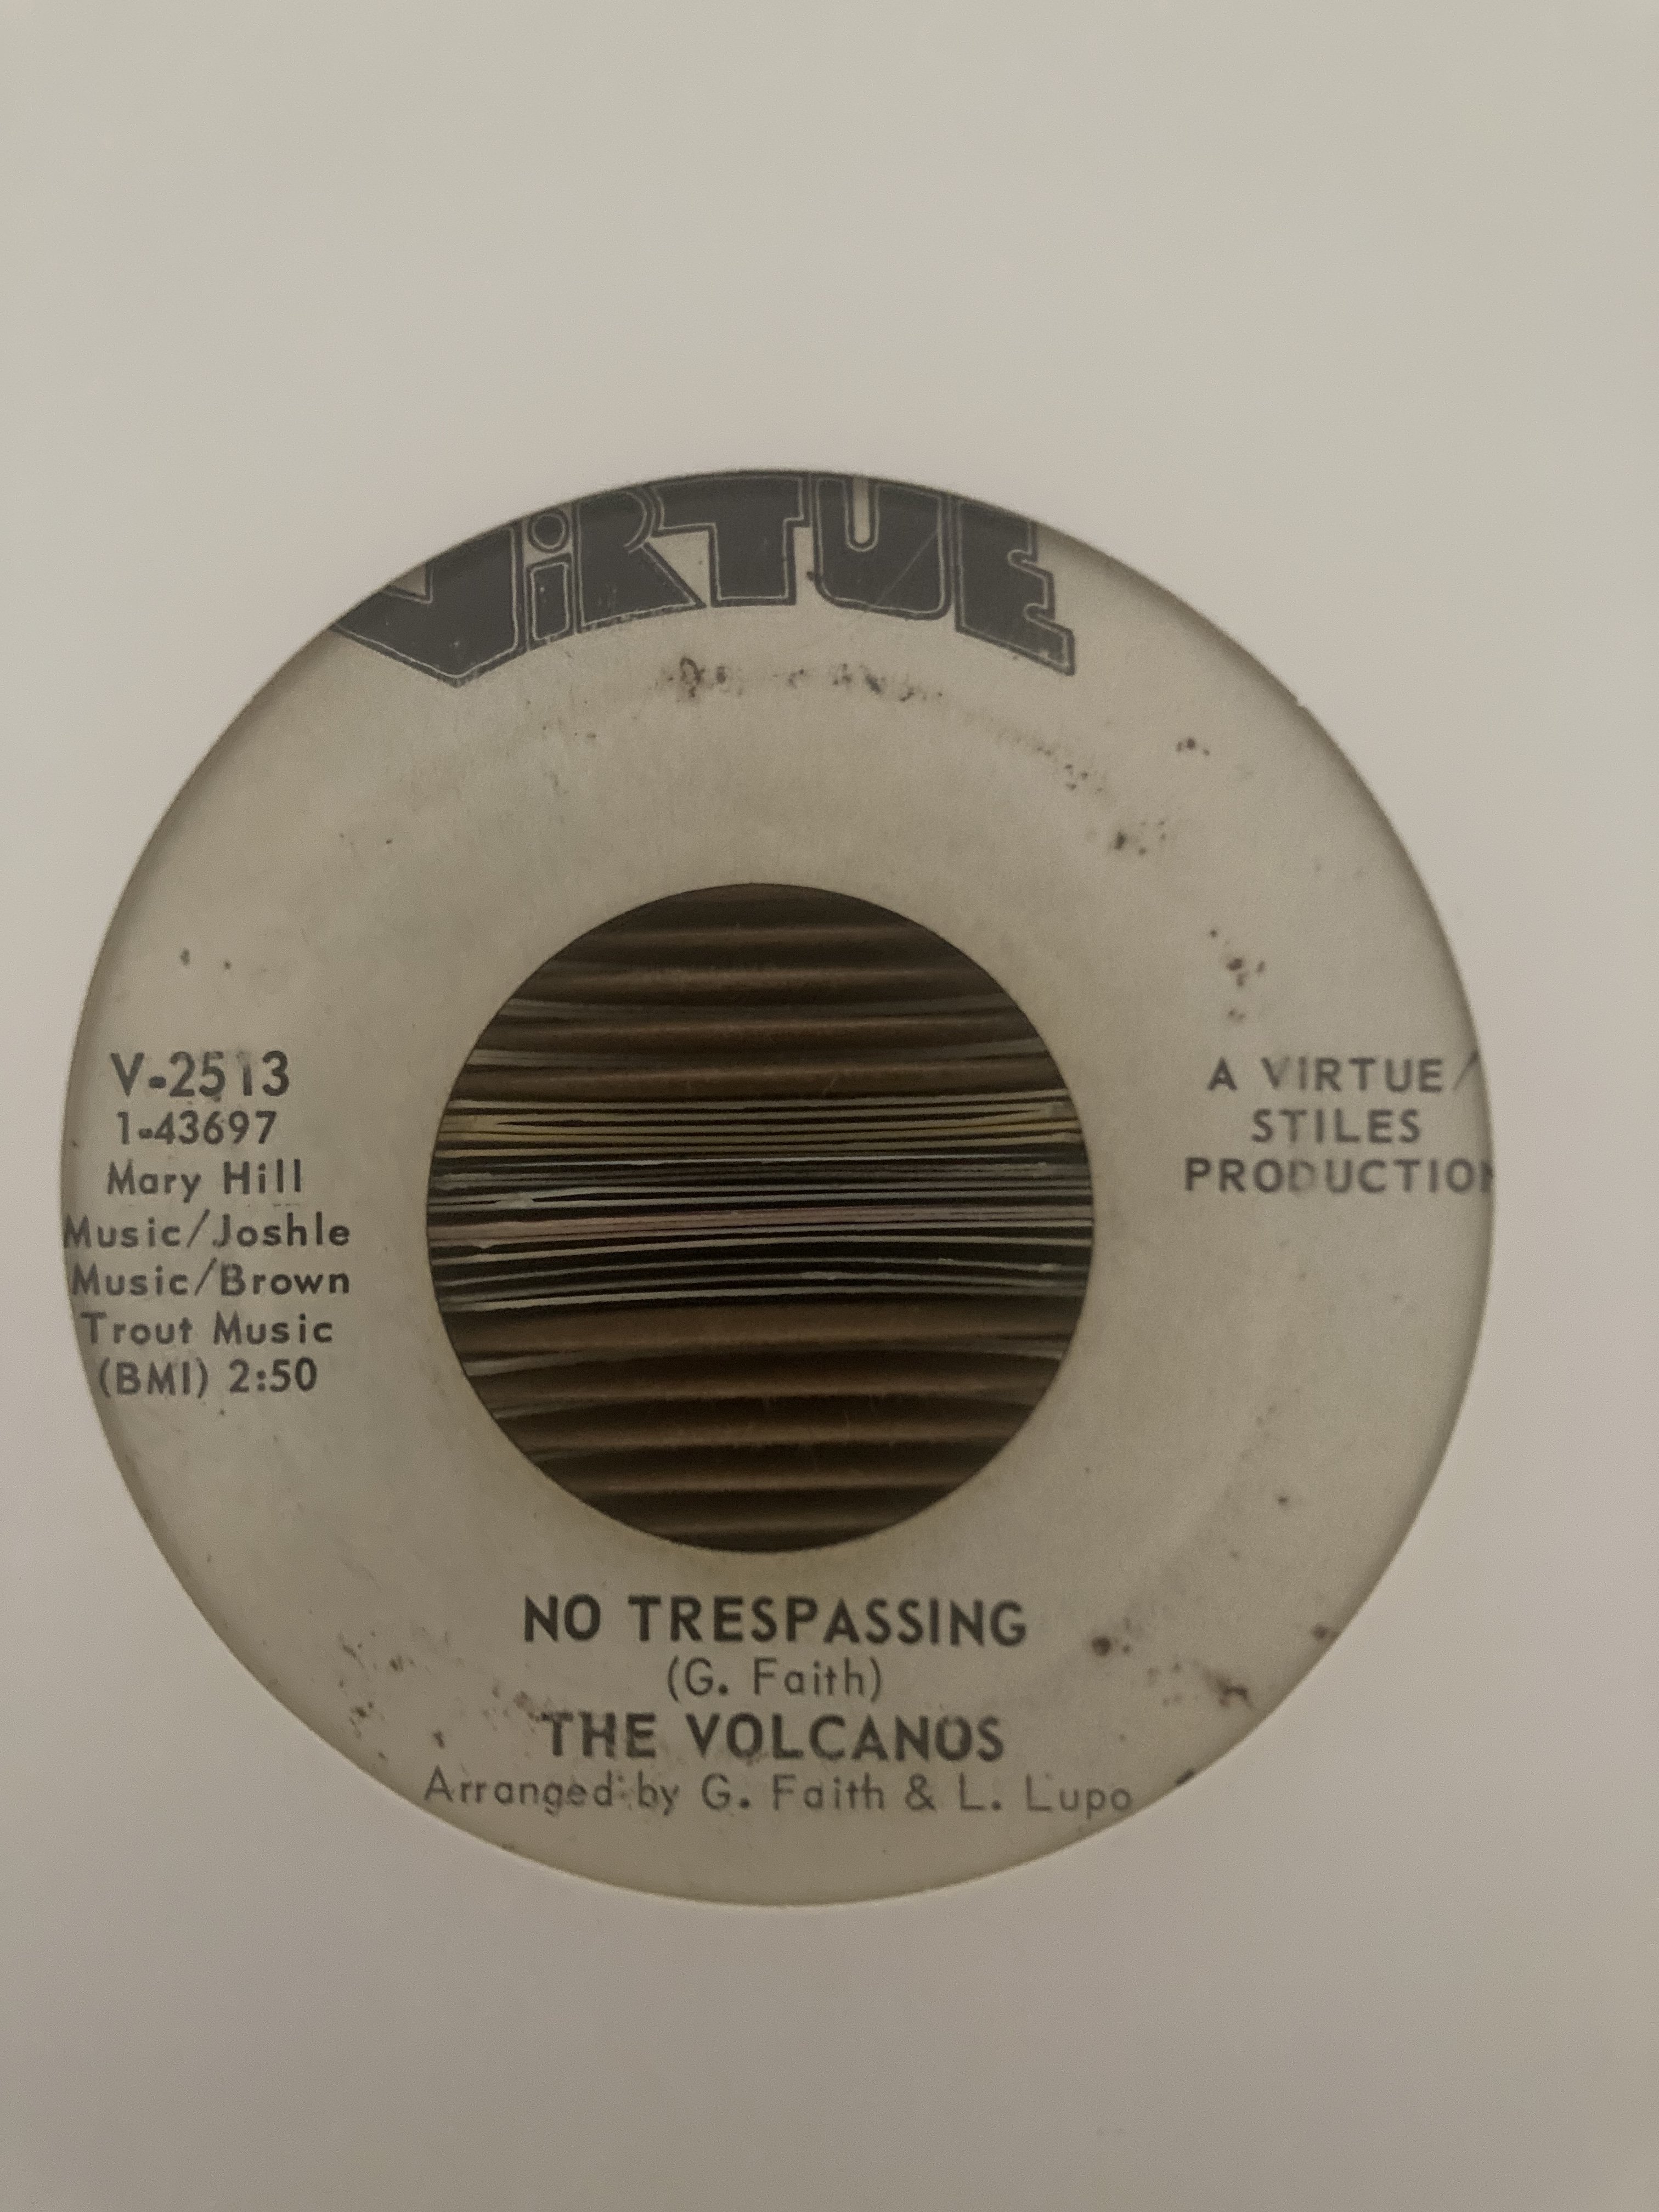 ViRTUE
V-2513
1-43697
Mary Hill
Music/Joshle
Music/Brown
Trout Music
(BMI) 2:50
A VIRTUE/
STILES
PRODUCTION
NO TRESPASSING
(G. Faith)
THE VOLCANOS
Arranged by G. Faith & L. Lupo